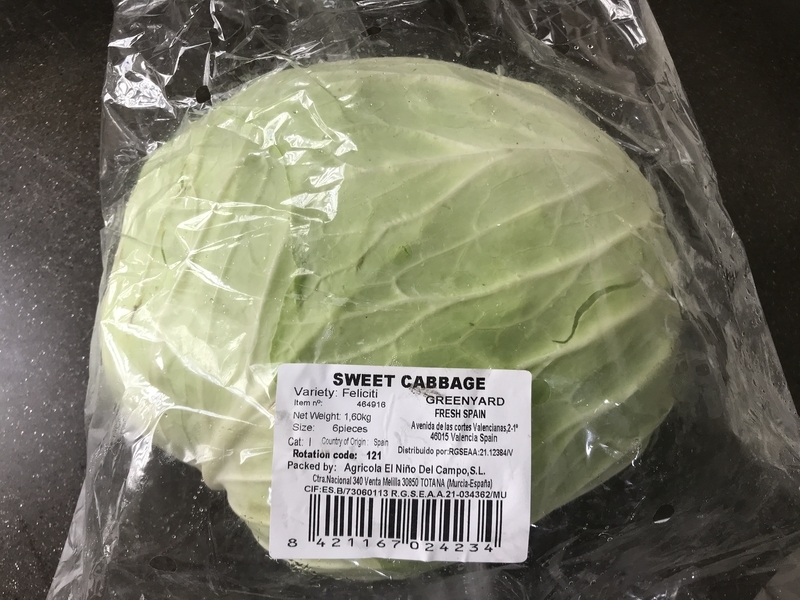 SWEET CABBAGE
Variety: Feliciti
GREENYARD
Item nº: 464916
FRESH SPAIN
Net Weight: 1,60kg
Avenida de las cortes Valencianas,2-1º
Size: 6pieces
46015 Valencia Spain
Cat: I Country of Origin: Spain
Distribuido por:RGSEAA:21.12384/V
Rotation code: 121
Packed by: Agricola El Niño Del Campo,S.L.
Ctra.Nacional 340 Venta Melilla 30850 TOTANA (Murcia-España)
CIF:ES.B/73060113 R.G.S.E.A.A.21-034362/MU
8 421167 024234